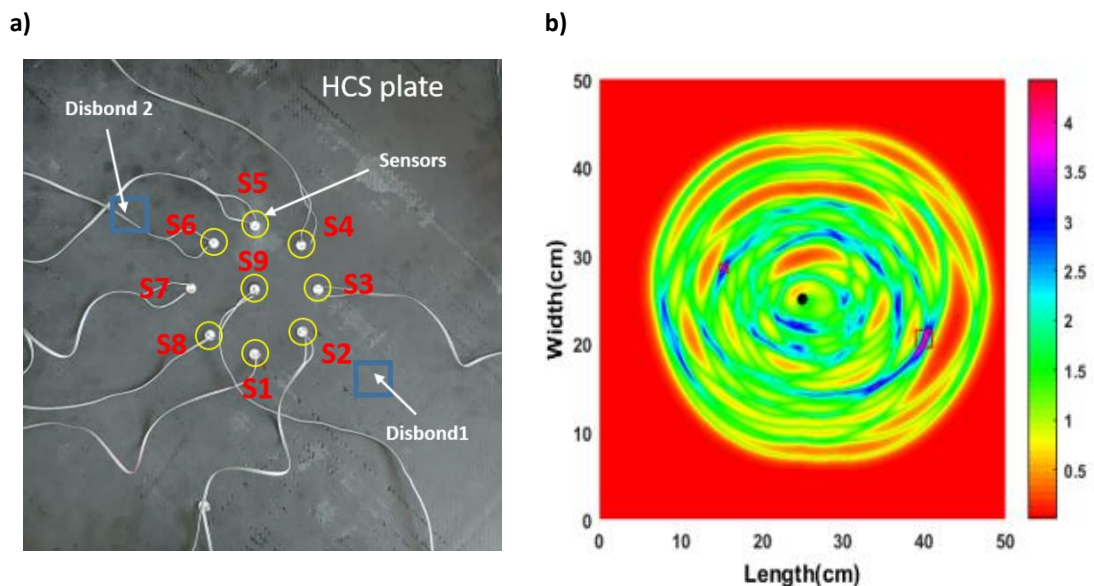 a)
HCS plate
Disbond 2
Sensors
S5
S6
S4
S9
S7
S3
S8
S2
S1
Disbond1
b)
50
40
30
20
10
0
Width(cm)
0
10
20
30
40
50
Length(cm)
4
3.5
3
2.5
2
1.5
1
0.5